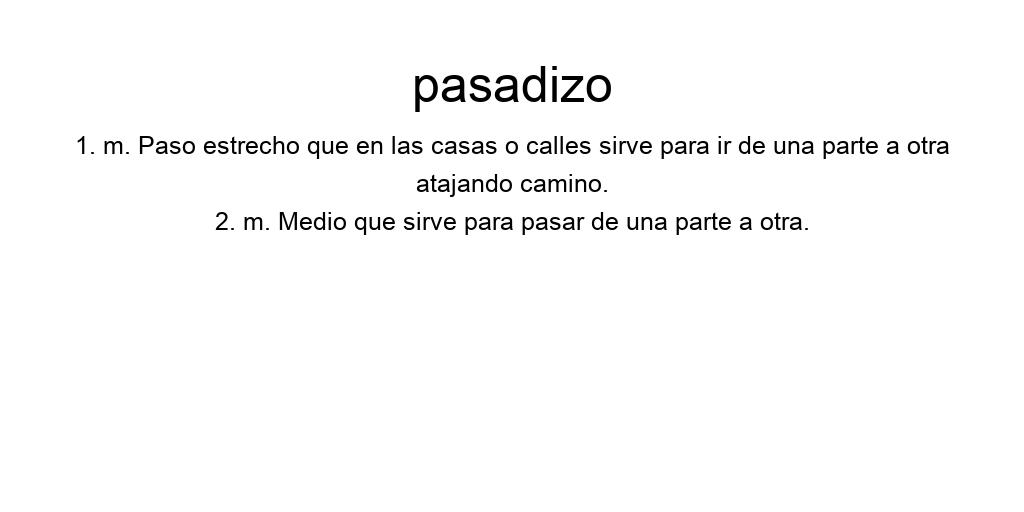 pasadizo
1. m. Paso estrecho que en las casas o calles sirve para ir de una parte a otra
atajando camino.
2. m. Medio que sirve para pasar de una parte a otra.